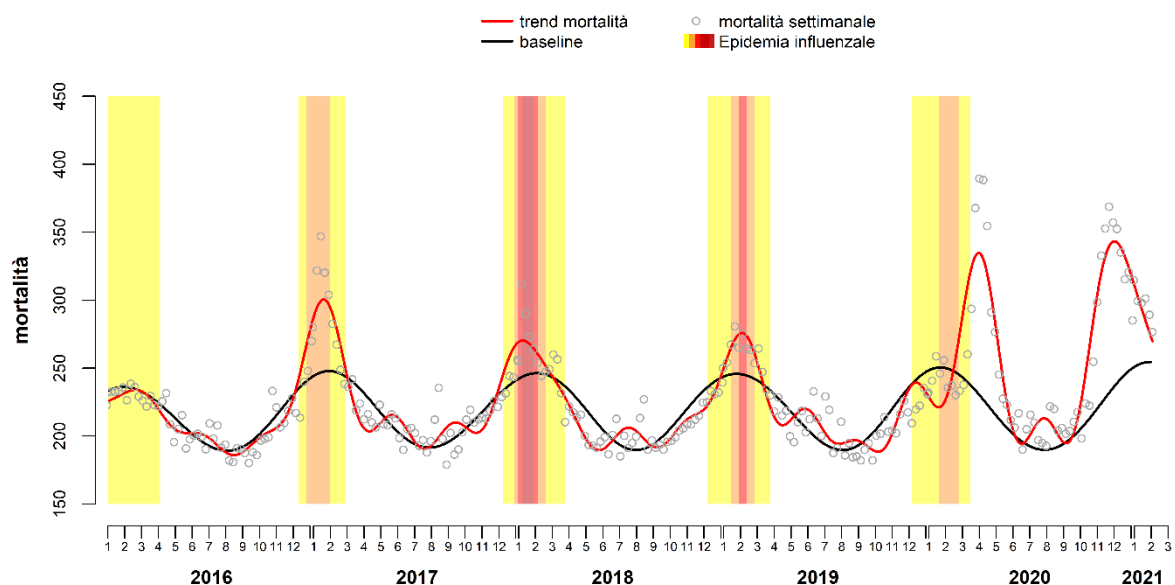 trend mortalità
mortalità settimanale
baseline
Epidemia influenzale
mortalità
450
400
350
300
250
200
150
1 2 3 4 5 6 7 8 9 10 11 12 1 2 3 4 5 6 7 8 9 10 11 12 1 2 3 4 5 6 7 8 9 10 11 12 1 2 3 4 5 6 7 8 9 10 11 12 1 2 3 4 5 6 7 8 9 10 11 12 1 2 3
2016 2017 2018 2019 2020 2021